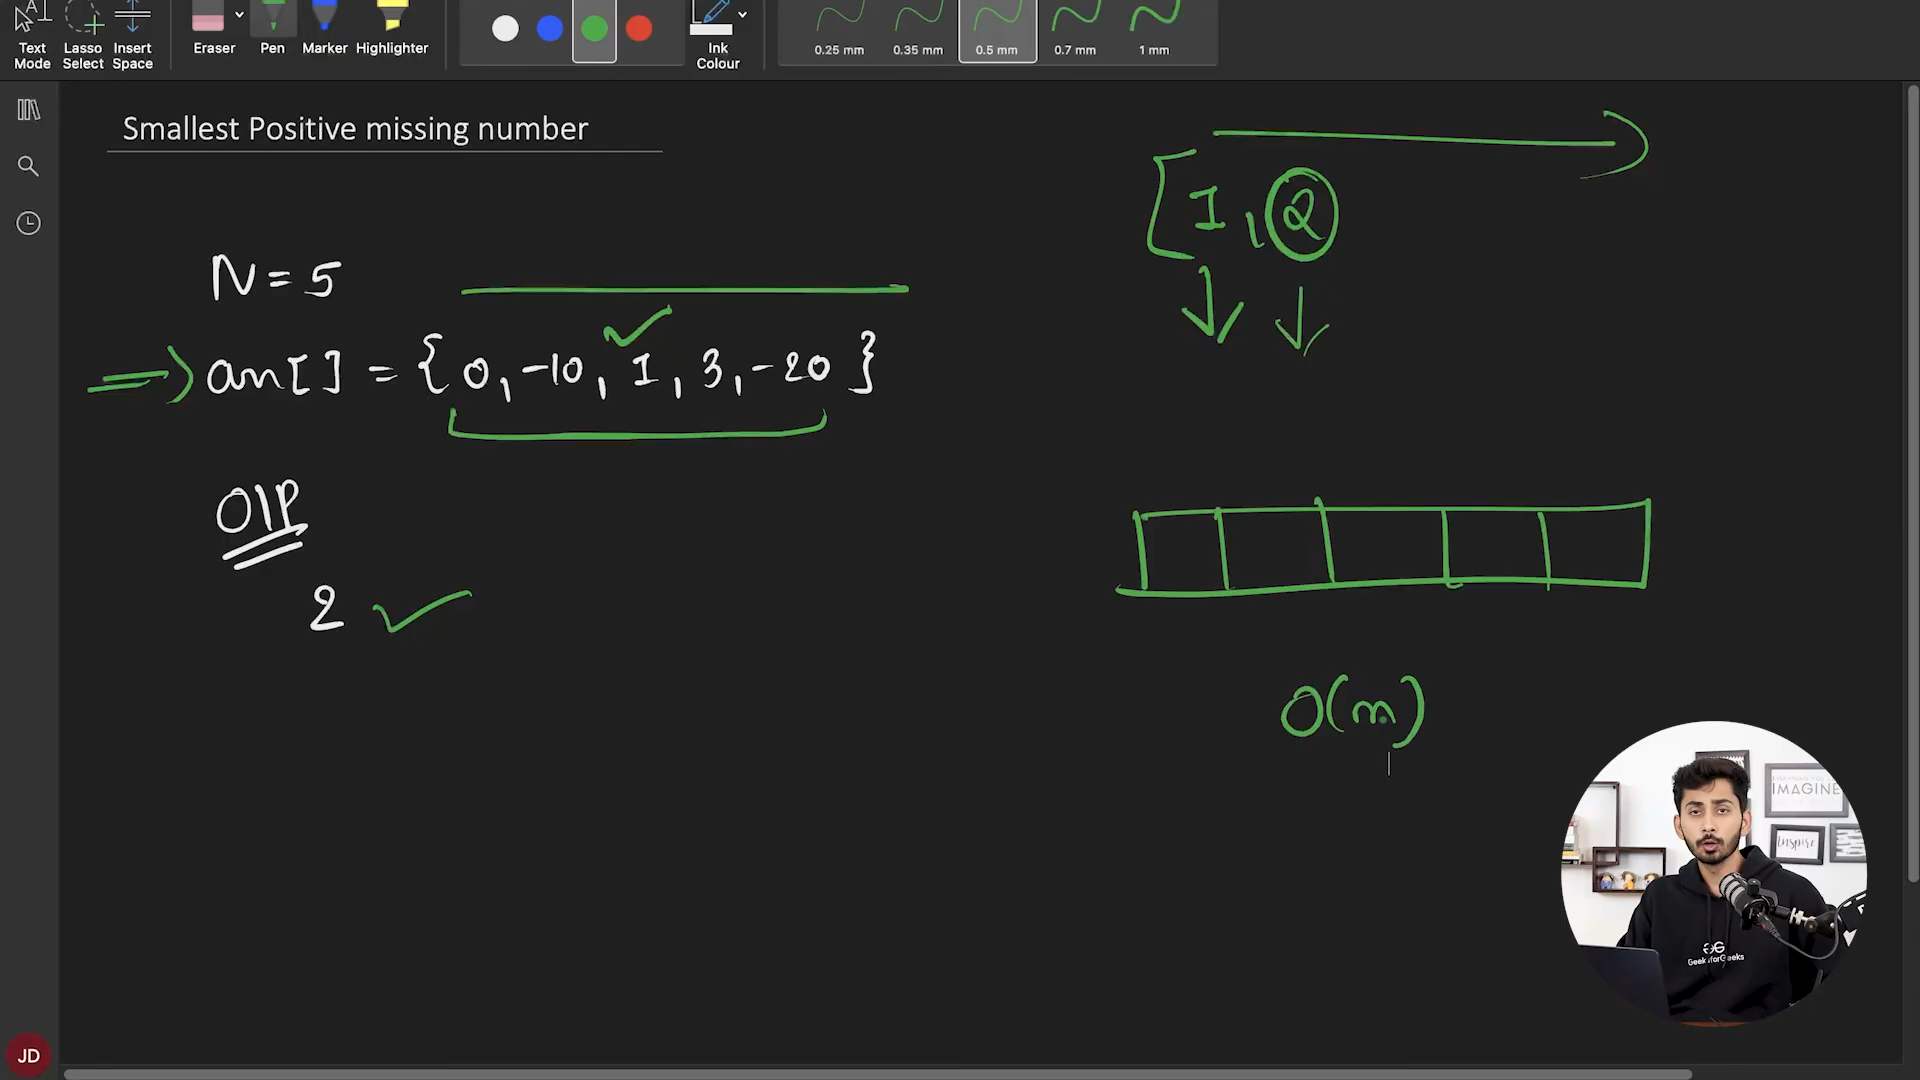 Text Mode
Lasso Select
Insert Space
Eraser
Pen
Marker
Highlighter
Ink Colour
0.25 mm
0.35 mm
0.5 mm
0.7 mm
1 mm
Smallest Positive missing number
1, 2
N = 5
arr[] = { 0, -10, 1, 3, -20 }
O/P
2
O(n)
IMAGINE
inspire
GeeksforGeeks
JD